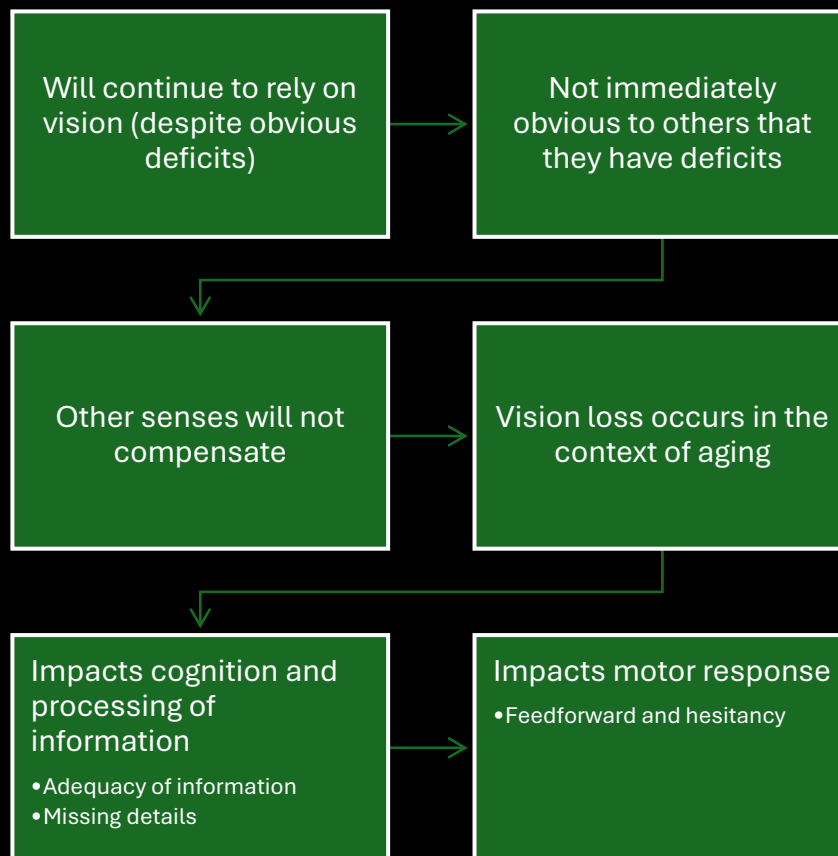 Will continue to rely on
vision (despite obvious
deficits)
Not immediately
obvious to others that
they have deficits
Other senses will not
compensate
Vision loss occurs in the
context of aging
Impacts cognition and
processing of
information
•Adequacy of information
•Missing details
Impacts motor response
•Feedforward and hesitancy